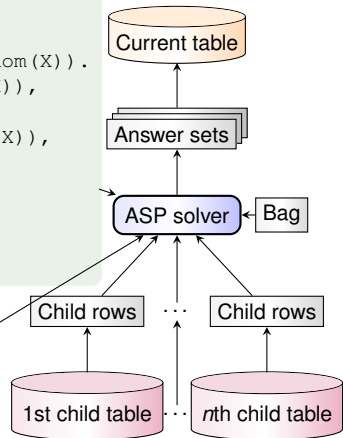 Current table
om(X)).
)),
Answer sets
X)),
ASP solver
Bag
Child rows ... Child rows
1st child table ... nth child table